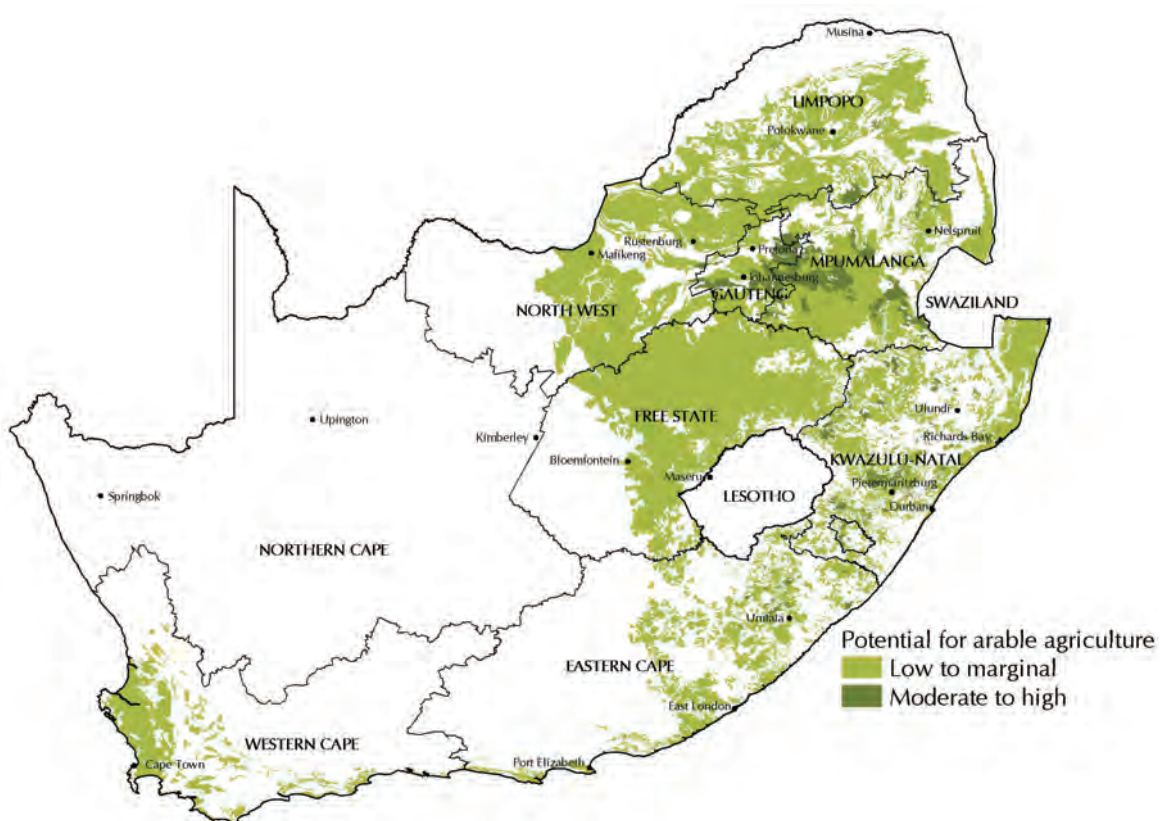 Musina
LIMPOPO
Polokwane
Nelspruit
Rustenburg
Pretoria
Mafikeng
MPUMALANGA
Johannesburg
GAUTENG
SWAZILAND
NORTH WEST
Ulundi
Upington
FREE STATE
Kimberley
Richards Bay
KWAZULU-NATAL
Bloemfontein
Maseru
Pietermaritzburg
LESOTHO
Springbok
Durban
NORTHERN CAPE
Umtata
Potential for arable agriculture
EASTERN CAPE
Low to marginal
Moderate to high
East London
WESTERN CAPE
Port Elizabeth
Cape Town